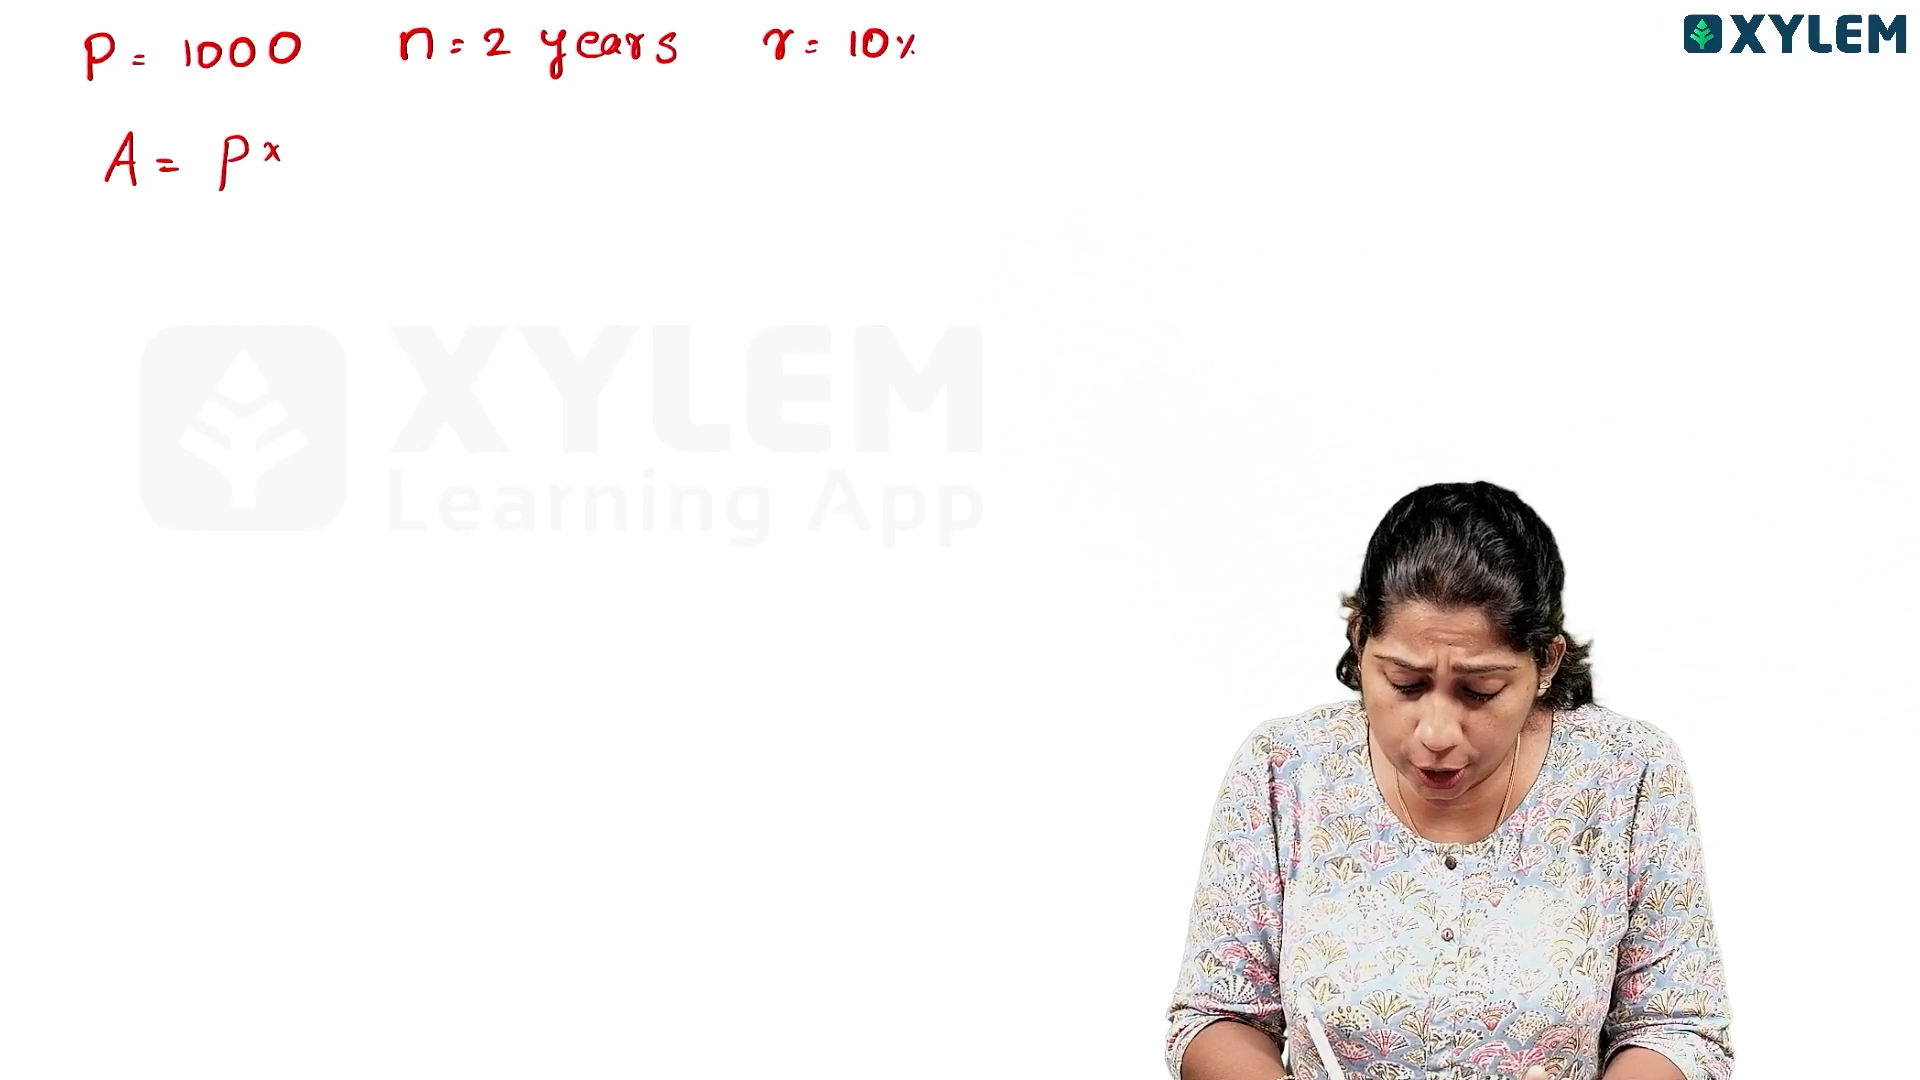 P = 1000 n = 2 years r = 10%
XYLEM
A = P ×
XYLEM
Learning App